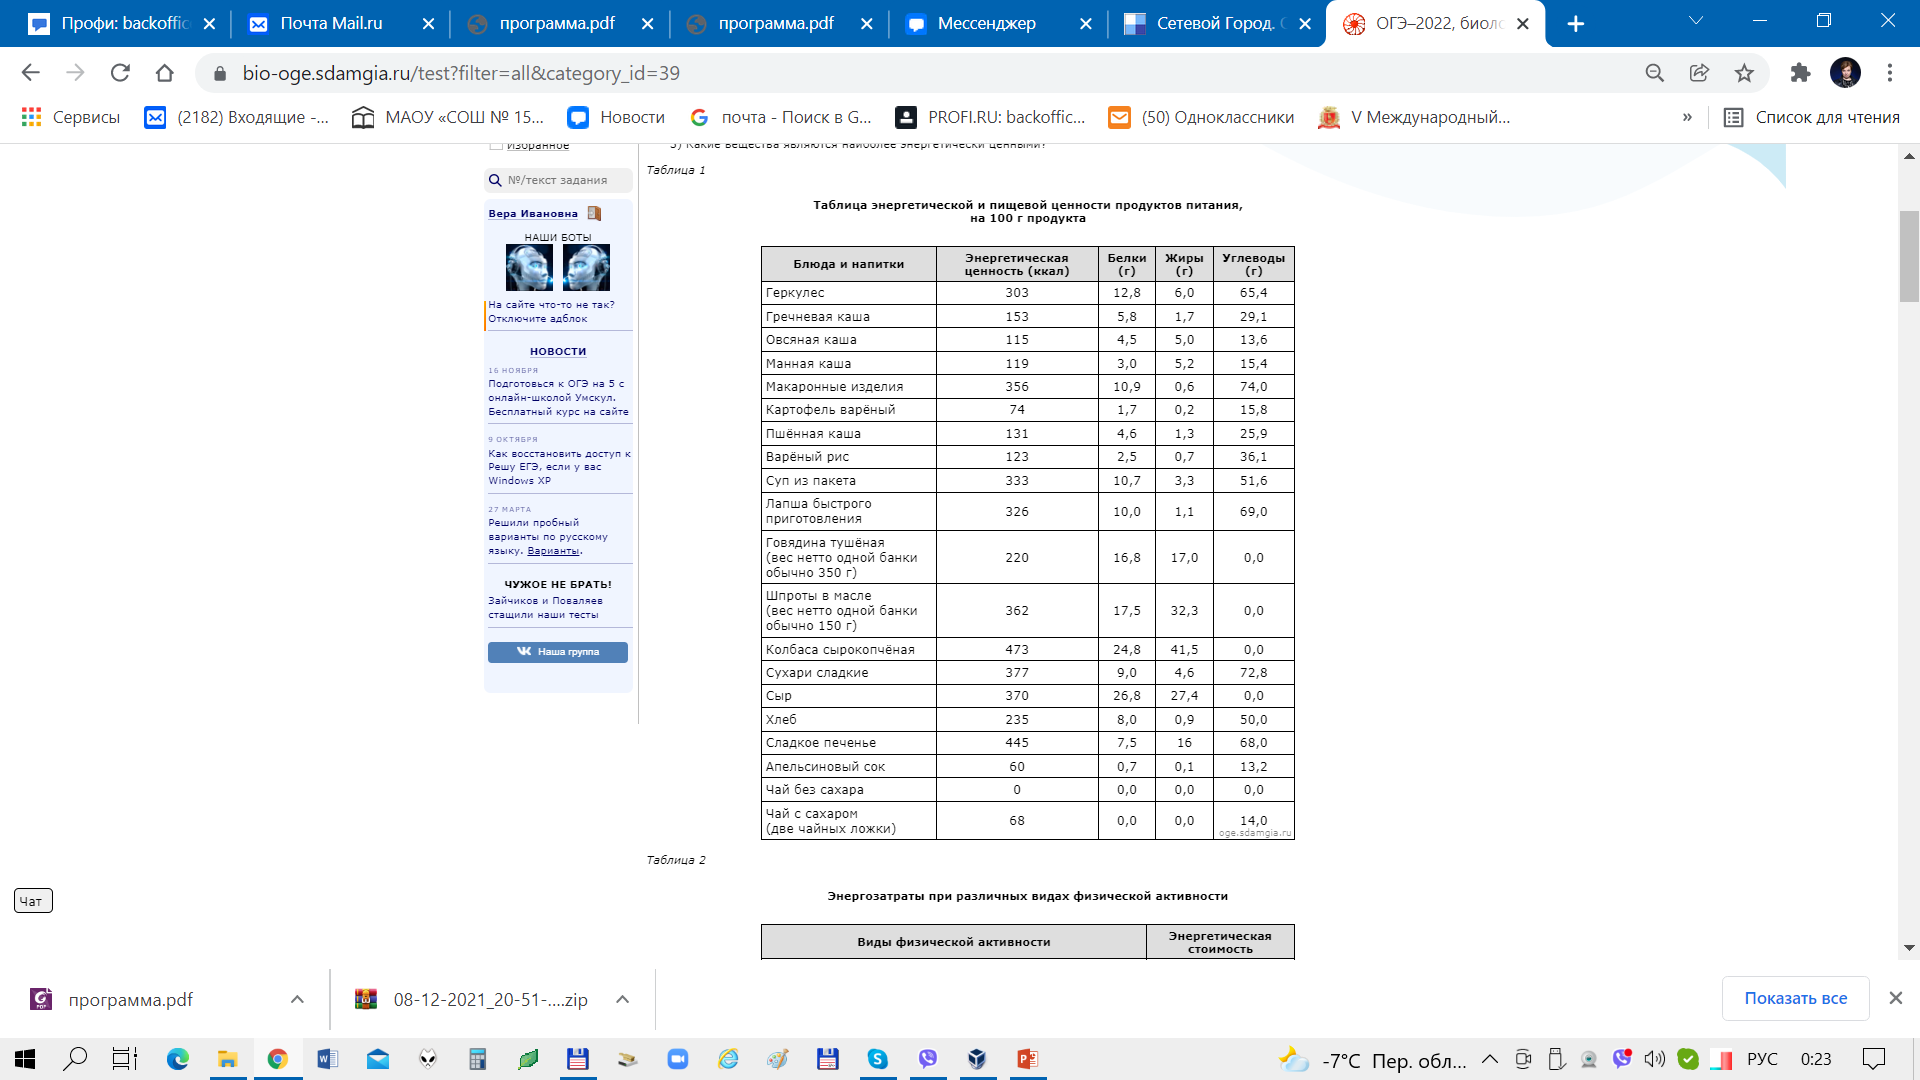 Профи: backoffic
Почта Mail.ru
программа.pdf
программа.pdf
Мессенджер
Сетевой Город. О
ОГЭ–2022, биоло
bio-oge.sdamgia.ru/test?filter=all&category_id=39
Сервисы
(2182) Входящие -...
МАОУ «СОШ № 15...
Новости
почта - Поиск в G...
PROFI.RU: backoffic...
(50) Одноклассники
V Международный...
»
Список для чтения
Избранное
3) Какие вещества являются наиболее энергетически ценными?
№/текст задания
Вера Ивановна
НАШИ БОТЫ
На сайте что-то не так?
Отключите адблок
НОВОСТИ
16 НОЯБРЯ
Подготовься к ОГЭ на 5 с
онлайн-школой Умскул.
Бесплатный курс на сайте
9 ОКТЯБРЯ
Как восстановить доступ к
Решу ЕГЭ, если у вас
Windows XP
27 МАРТА
Решили пробный
варианты по русскому
языку. Варианты.
ЧУЖОЕ НЕ БРАТЬ!
Зайчиков и Поваляев
стащили наши тесты
Наша группа
Таблица 1
Таблица энергетической и пищевой ценности продуктов питания,
на 100 г продукта
Блюда и напитки Энергетическая ценность (ккал) Белки (г) Жиры (г) Углеводы (г)
Геркулес 303 12,8 6,0 65,4
Гречневая каша 153 5,8 1,7 29,1
Овсяная каша 115 4,5 5,0 13,6
Манная каша 119 3,0 5,2 15,4
Макаронные изделия 356 10,9 0,6 74,0
Картофель варёный 74 1,7 0,2 15,8
Пшённая каша 131 4,6 1,3 25,9
Варёный рис 123 2,5 0,7 36,1
Суп из пакета 333 10,7 3,3 51,6
Лапша быстрого
приготовления 326 10,0 1,1 69,0
Говядина тушёная
(вес нетто одной банки 220 16,8 17,0 0,0
обычно 350 г)
Шпроты в масле
(вес нетто одной банки 362 17,5 32,3 0,0
обычно 150 г)
Колбаса сырокопчёная 473 24,8 41,5 0,0
Сухари сладкие 377 9,0 4,6 72,8
Сыр 370 26,8 27,4 0,0
Хлеб 235 8,0 0,9 50,0
Сладкое печенье 445 7,5 16 68,0
Апельсиновый сок 60 0,7 0,1 13,2
Чай без сахара 0 0,0 0,0 0,0
Чай с сахаром
(две чайных ложки) 68 0,0 0,0 14,0
oge.sdamgia.ru
Таблица 2
Энергозатраты при различных видах физической активности
Виды физической активности Энергетическая стоимость
Чат
программа.pdf
08-12-2021_20-51-....zip
Показать все
-7°C Пер. обл...
РУС
0:23